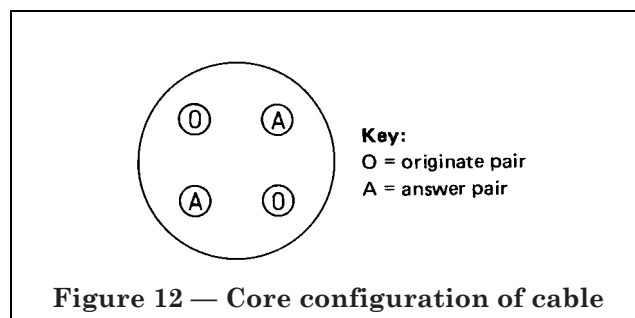 O A
Key:
O = originate pair
A = answer pair
A O
Figure 12 — Core configuration of cable